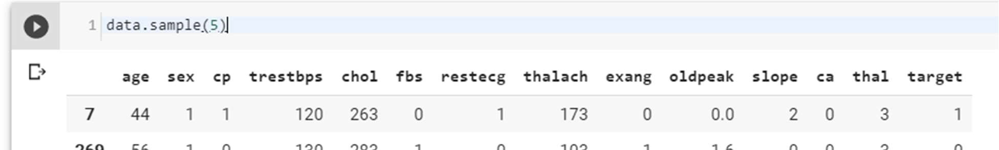 1 data.sample(5)
age sex cp trestbps chol fbs restecg thalach exang oldpeak slope ca thal target
7 44 1 1 120 263 0 1 173 0 0.0 2 0 3 1
269 56 1 0 130 283 1 0 103 1 1.6 0 0 3 0